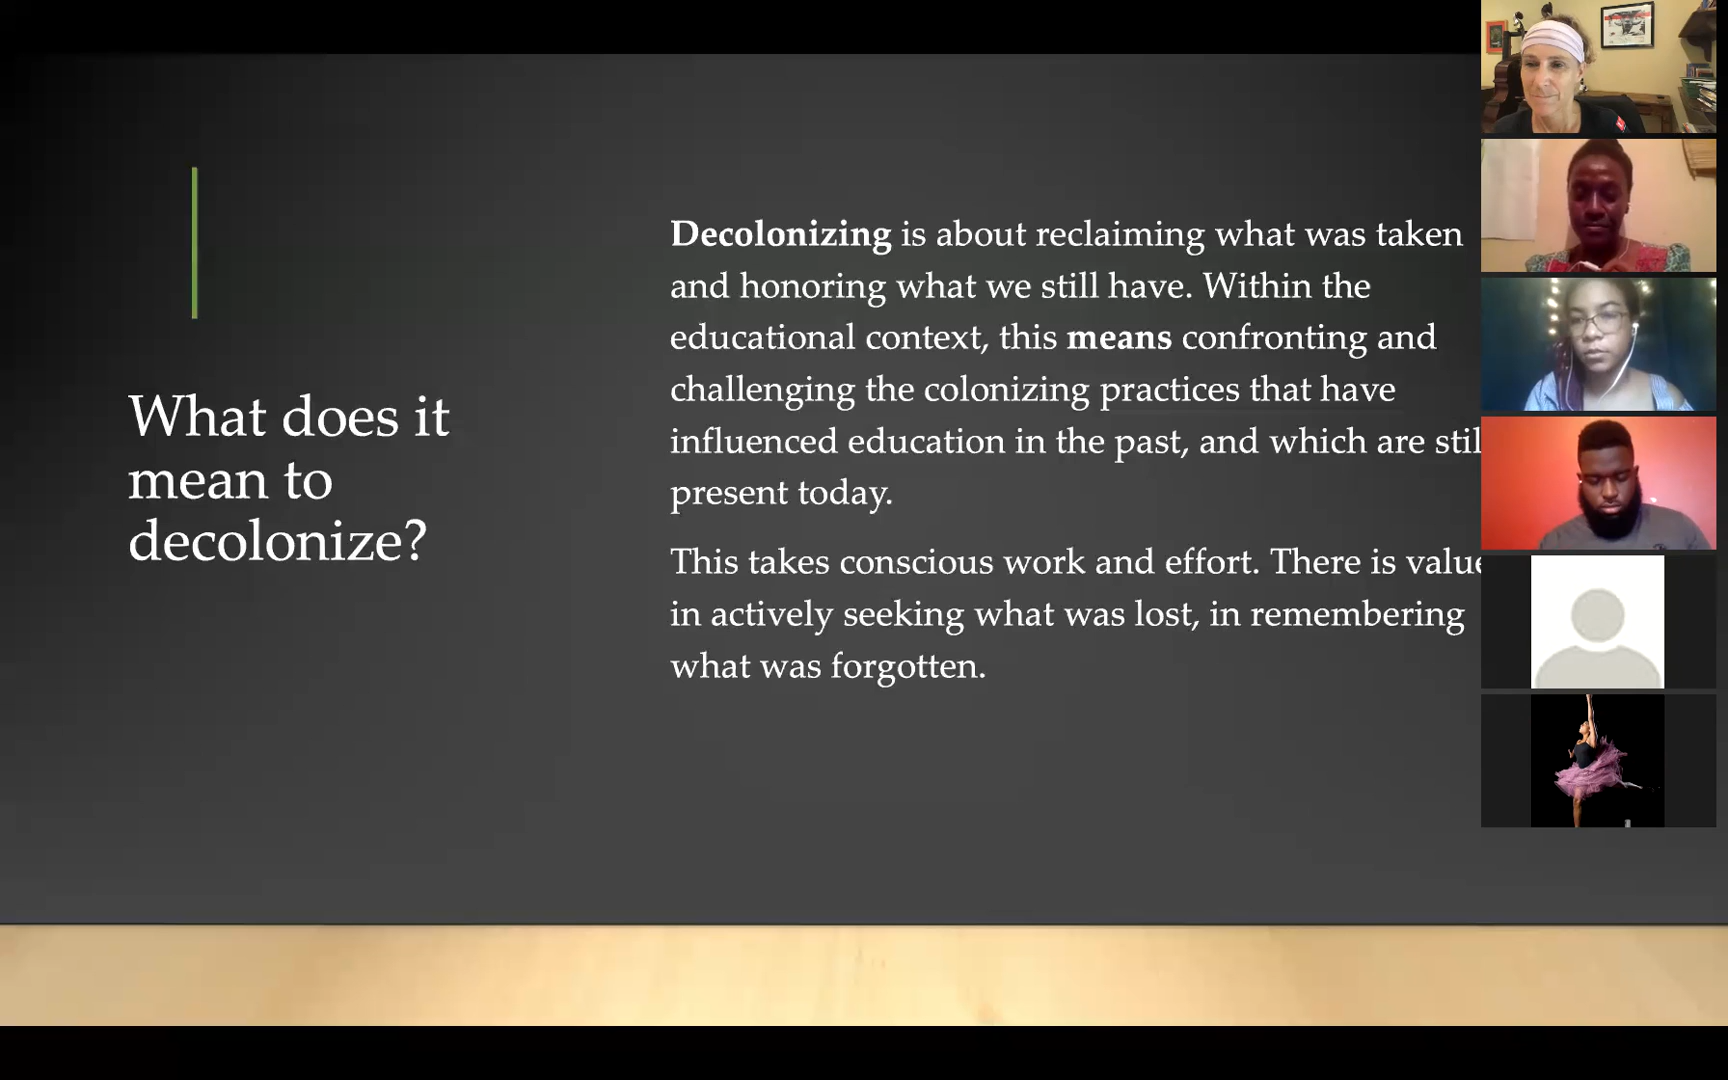 What does it
mean to
decolonize?
Decolonizing is about reclaiming what was taken
and honoring what we still have. Within the
educational context, this means confronting and
challenging the colonizing practices that have
influenced education in the past, and which are stil
present today.
This takes conscious work and effort. There is value
in actively seeking what was lost, in remembering
what was forgotten.